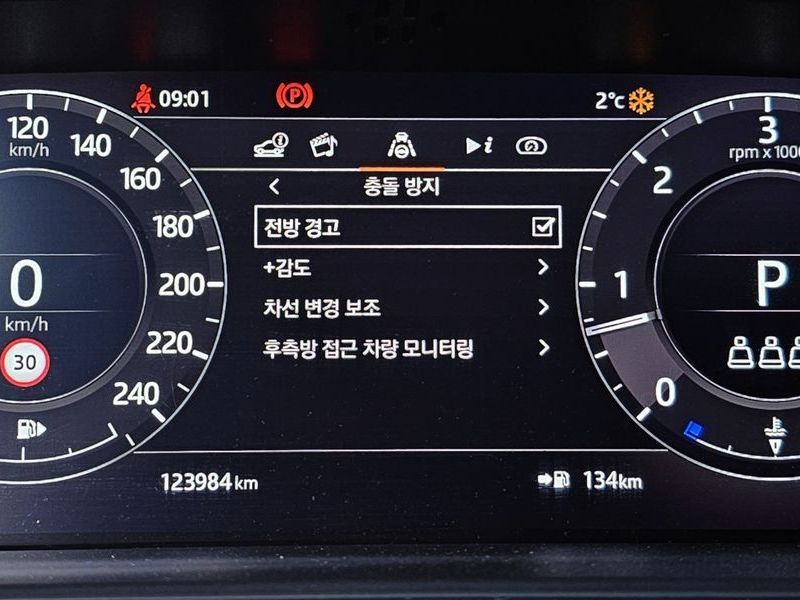 09:01
2°C
120
km/h
140
160
180
200
220
240
0
km/h
30
충돌 방지
전방 경고
+감도
차선 변경 보조
후측방 접근 차량 모니터링
3
rpm x 1000
2
1
0
P
123984 km
134km